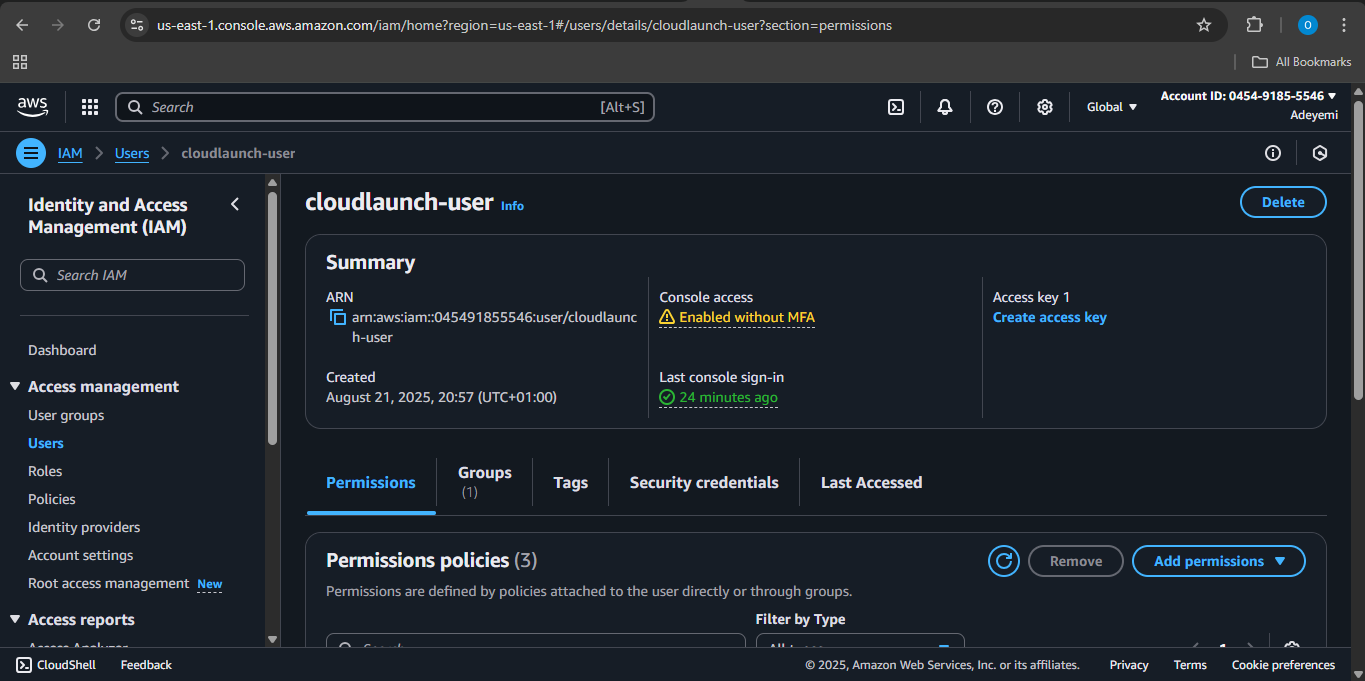 us-east-1.console.aws.amazon.com/iam/home?region=us-east-1#/users/details/cloudlaunch-user?section=permissions
O
All Bookmarks
aws
Search
[Alt+S]
Global
Account ID: 0454-9185-5546
Adeyemi
IAM
Users
cloudlaunch-user
Identity and Access
Management (IAM)
Search IAM
Dashboard
Access management
User groups
Users
Roles
Policies
Identity providers
Account settings
Root access management New
Access reports
Access Analyzer
cloudlaunch-user Info
Delete
Summary
ARN
arn:aws:iam::045491855546:user/cloudlaunc
h-user
Created
August 21, 2025, 20:57 (UTC+01:00)
Console access
Enabled without MFA
Last console sign-in
24 minutes ago
Access key 1
Create access key
Permissions
Groups
(1)
Tags
Security credentials
Last Accessed
Permissions policies (3)
Remove
Add permissions
Permissions are defined by policies attached to the user directly or through groups.
Filter by Type
Search
All types
1
CloudShell
Feedback
© 2025, Amazon Web Services, Inc. or its affiliates.
Privacy
Terms
Cookie preferences